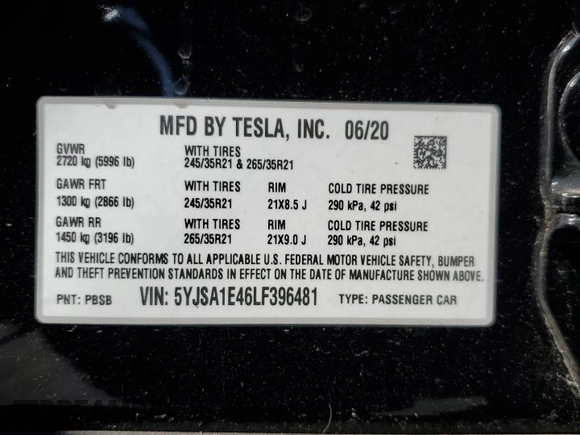 MFD BY TESLA, INC. 06/20
GVWR WITH TIRES
2720 kg (5996 lb) 245/35R21 & 265/35R21
GAWR FRT WITH TIRES RIM COLD TIRE PRESSURE
1300 kg (2866 lb) 245/35R21 21X8.5 J 290 kPa, 42 psi
GAWR RR WITH TIRES RIM COLD TIRE PRESSURE
1450 kg (3196 lb) 265/35R21 21X9.0 J 290 kPa, 42 psi
THIS VEHICLE CONFORMS TO ALL APPLICABLE U.S. FEDERAL MOTOR VEHICLE SAFETY, BUMPER
AND THEFT PREVENTION STANDARDS IN EFFECT ON THE DATE OF MANUFACTURE SHOWN ABOVE.
PNT: PBSB VIN: 5YJSA1E46LF396481 TYPE: PASSENGER CAR